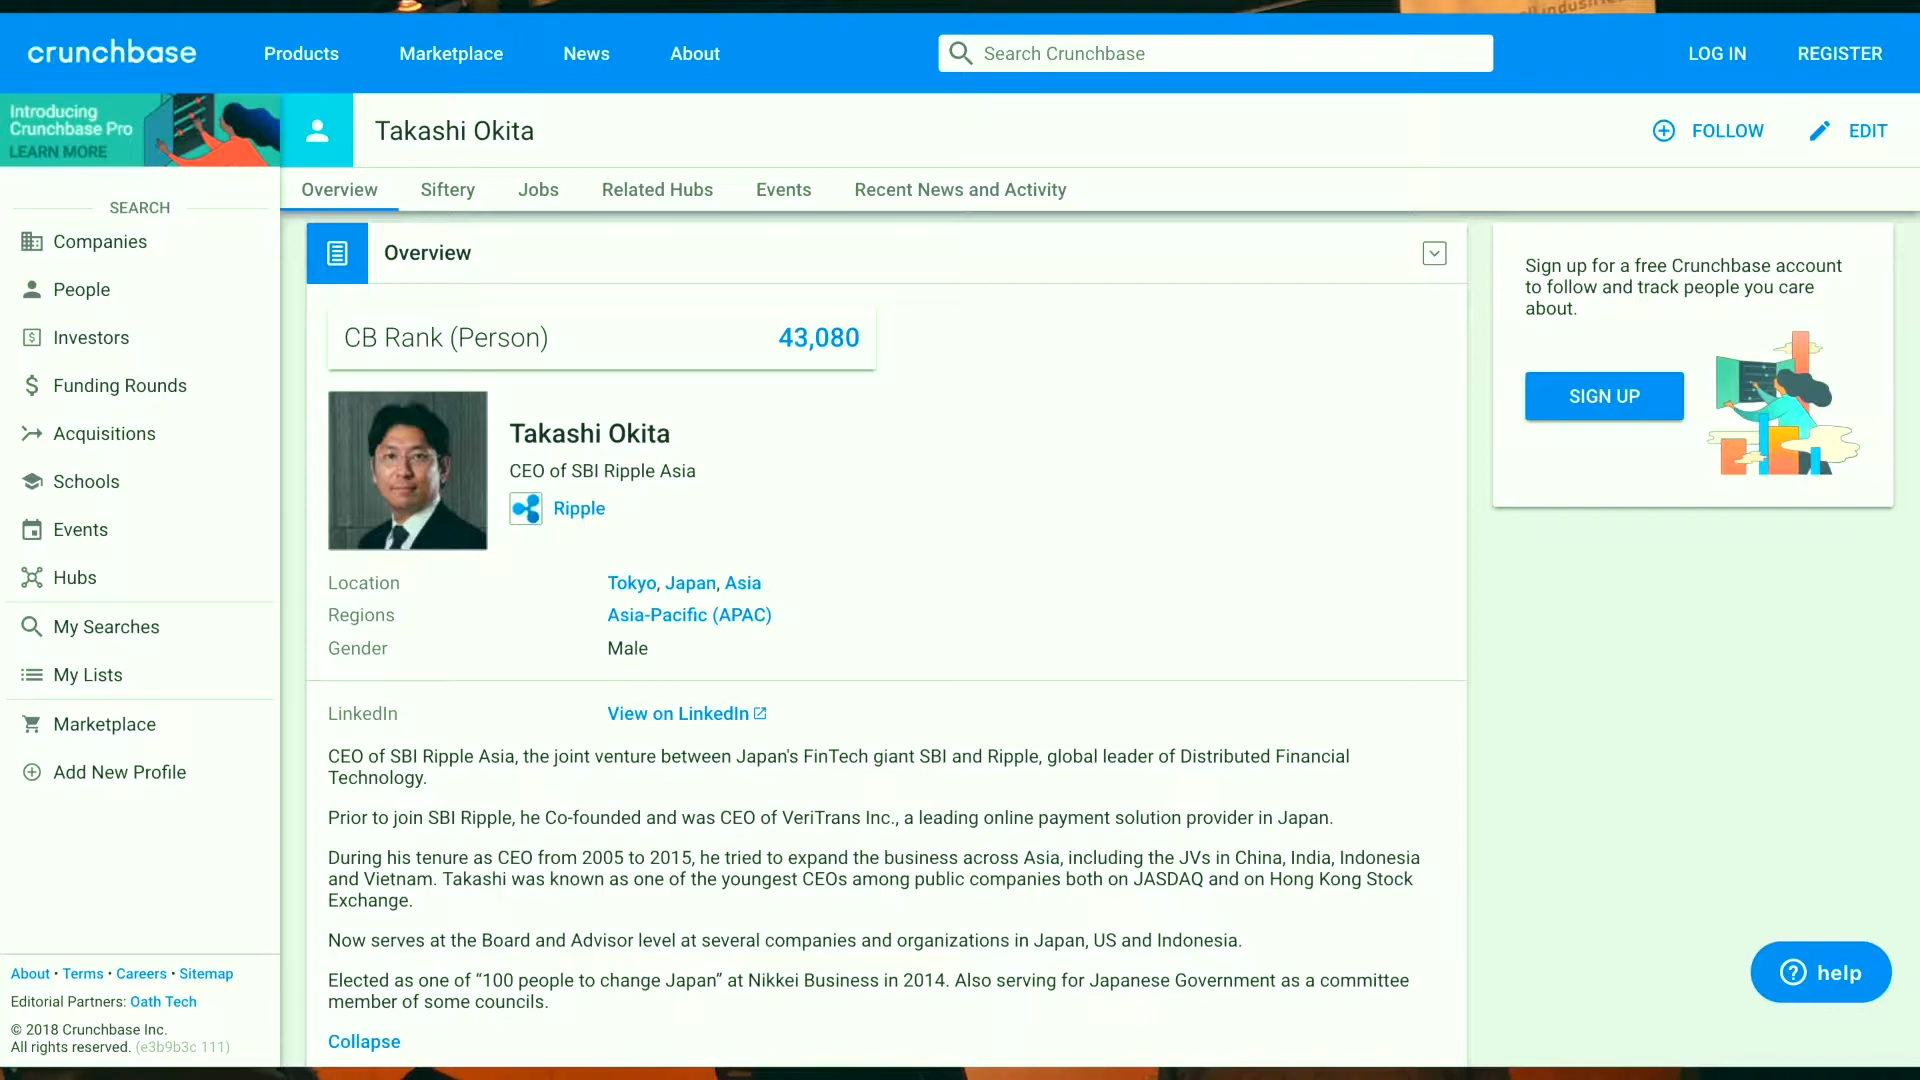 crunchbase
Products
Marketplace
News
About
Search Crunchbase
LOG IN
REGISTER
Introducing
Crunchbase Pro
LEARN MORE
Takashi Okita
FOLLOW
EDIT
Overview
Siftery
Jobs
Related Hubs
Events
Recent News and Activity
SEARCH
Companies
People
Investors
Funding Rounds
Acquisitions
Schools
Events
Hubs
My Searches
My Lists
Marketplace
Add New Profile
About • Terms • Careers • Sitemap
Editorial Partners: Oath Tech
© 2018 Crunchbase Inc.
All rights reserved. (e3b9b3c 111)
Overview
CB Rank (Person)
43,080
Takashi Okita
CEO of SBI Ripple Asia
Ripple
Location
Tokyo, Japan, Asia
Regions
Asia-Pacific (APAC)
Gender
Male
LinkedIn
View on LinkedIn
CEO of SBI Ripple Asia, the joint venture between Japan's FinTech giant SBI and Ripple, global leader of Distributed Financial
Technology.
Prior to join SBI Ripple, he Co-founded and was CEO of VeriTrans Inc., a leading online payment solution provider in Japan.
During his tenure as CEO from 2005 to 2015, he tried to expand the business across Asia, including the JVs in China, India, Indonesia
and Vietnam. Takashi was known as one of the youngest CEOs among public companies both on JASDAQ and on Hong Kong Stock
Exchange.
Now serves at the Board and Advisor level at several companies and organizations in Japan, US and Indonesia.
Elected as one of “100 people to change Japan” at Nikkei Business in 2014. Also serving for Japanese Government as a committee
member of some councils.
Collapse
Sign up for a free Crunchbase account
to follow and track people you care
about.
SIGN UP
help